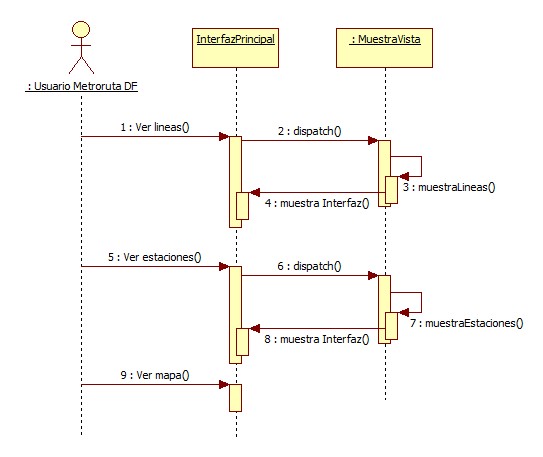 InterfazPrincipal
: MuestraVista
: Usuario Metroruta DF
1 : Ver lineas()
2 : dispatch()
3 : muestraLineas()
4 : muestra Interfaz()
5 : Ver estaciones()
6 : dispatch()
7 : muestraEstaciones()
8 : muestra Interfaz()
9 : Ver mapa()